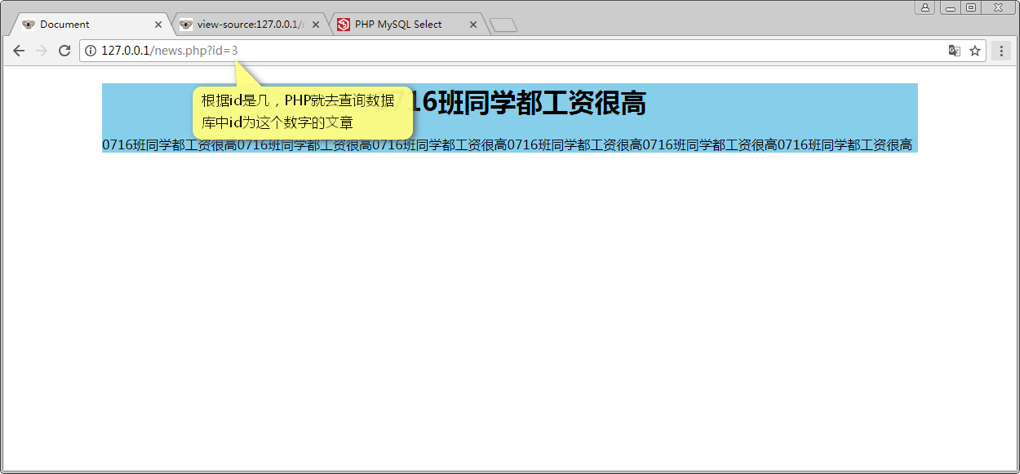 Document
view-source:127.0.0.1/
PHP MySQL Select
127.0.0.1/news.php?id=3
根据id是几，PHP就去查询数据
库中id为这个数字的文章
16班同学都工资很高
0716班同学都工资很高0716班同学都工资很高0716班同学都工资很高0716班同学都工资很高0716班同学都工资很高0716班同学都工资很高